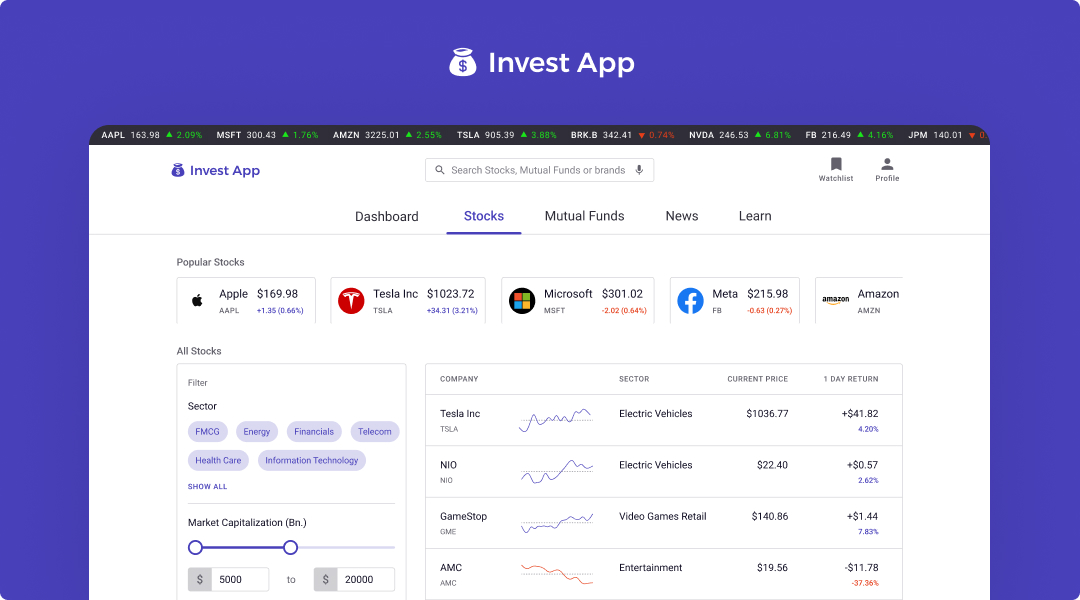 Invest App
AAPL 163.98 ▲ 2.09% MSFT 300.43 ▲ 1.76% AMZN 3225.01 ▲ 2.55% TSLA 905.39 ▲ 3.88% BRK.B 342.41 ▼ 0.74% NVDA 246.53 ▲ 6.81% FB 216.49 ▲ 4.16% JPM 140.01 ▼ 0.
Invest App
Search Stocks, Mutual Funds or brands
Watchlist Profile
Dashboard Stocks Mutual Funds News Learn
Popular Stocks
Apple $169.98
AAPL +1.35 (0.66%)
Tesla Inc $1023.72
TSLA +34.31 (3.21%)
Microsoft $301.02
MSFT -2.02 (0.64%)
Meta $215.98
FB -0.63 (0.27%)
amazon
Amazon
AMZN
All Stocks
Filter
Sector
FMCG Energy Financials Telecom
Health Care Information Technology
SHOW ALL
Market Capitalization (Bn.)
$ 5000 to $ 20000
COMPANY SECTOR CURRENT PRICE 1 DAY RETURN
Tesla Inc Electric Vehicles $1036.77 +$41.82
TSLA 4.20%
NIO Electric Vehicles $22.40 +$0.57
NIO 2.62%
GameStop Video Games Retail $140.86 +$1.44
GME 7.83%
AMC Entertainment $19.56 -$11.78
AMC -37.36%